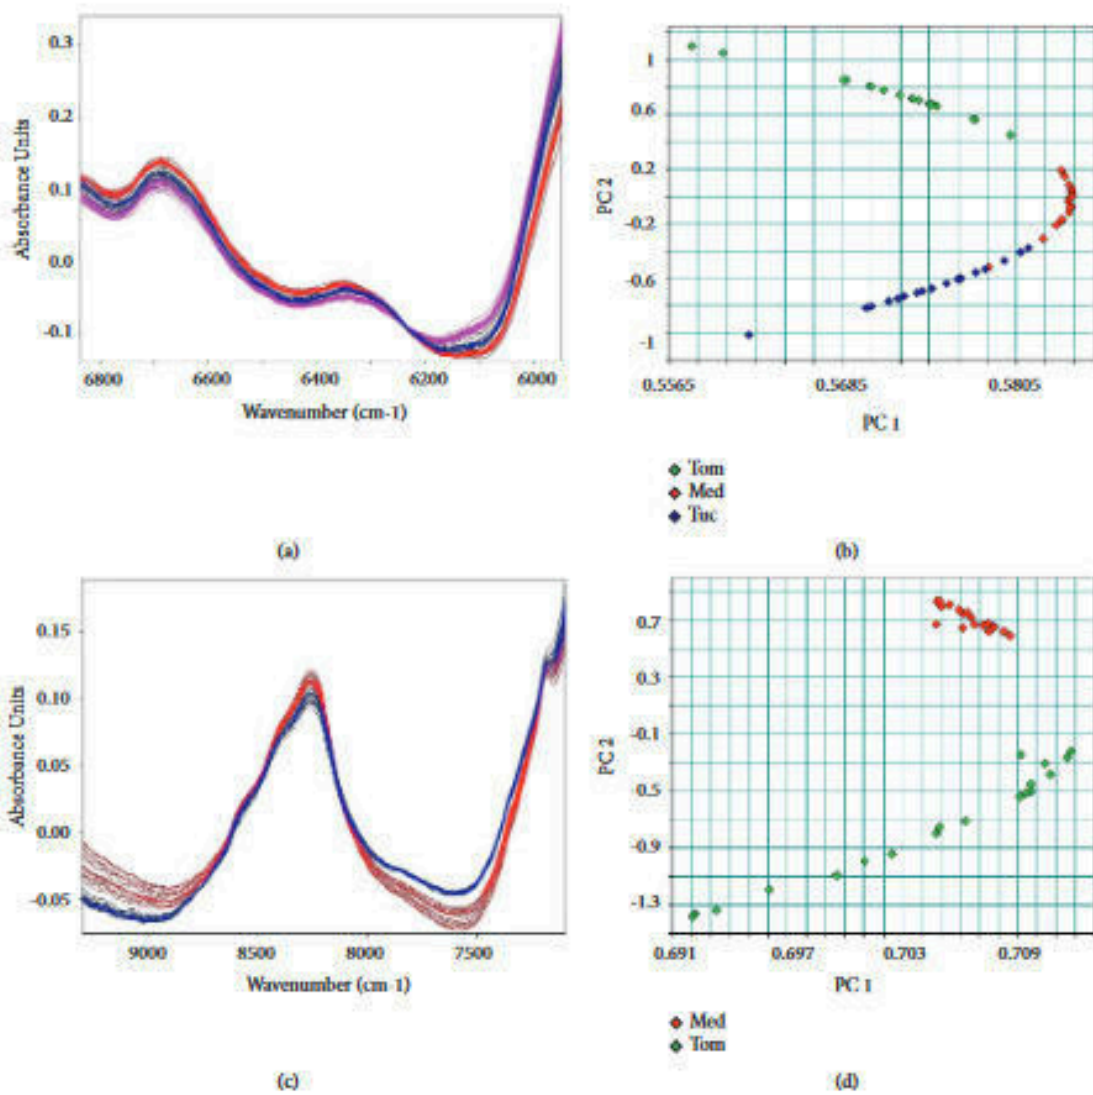 0.3
0.2
0.1
0.0
-0.1
Absorbance Units
6800 6600 6400 6200 6000
Wavenumber (cm-1)
(a)
1
0.6
0.2
-0.2
-0.6
-1
PC 2
0.5565 0.5685 0.5805
PC 1
Tom
Med
Tuc
(b)
0.15
0.10
0.05
0.00
-0.05
Absorbance Units
9000 8500 8000 7500
Wavenumber (cm-1)
(c)
0.7
0.3
-0.1
-0.5
-0.9
-1.3
PC 2
0.691 0.697 0.703 0.709
PC 1
Med
Tom
(d)